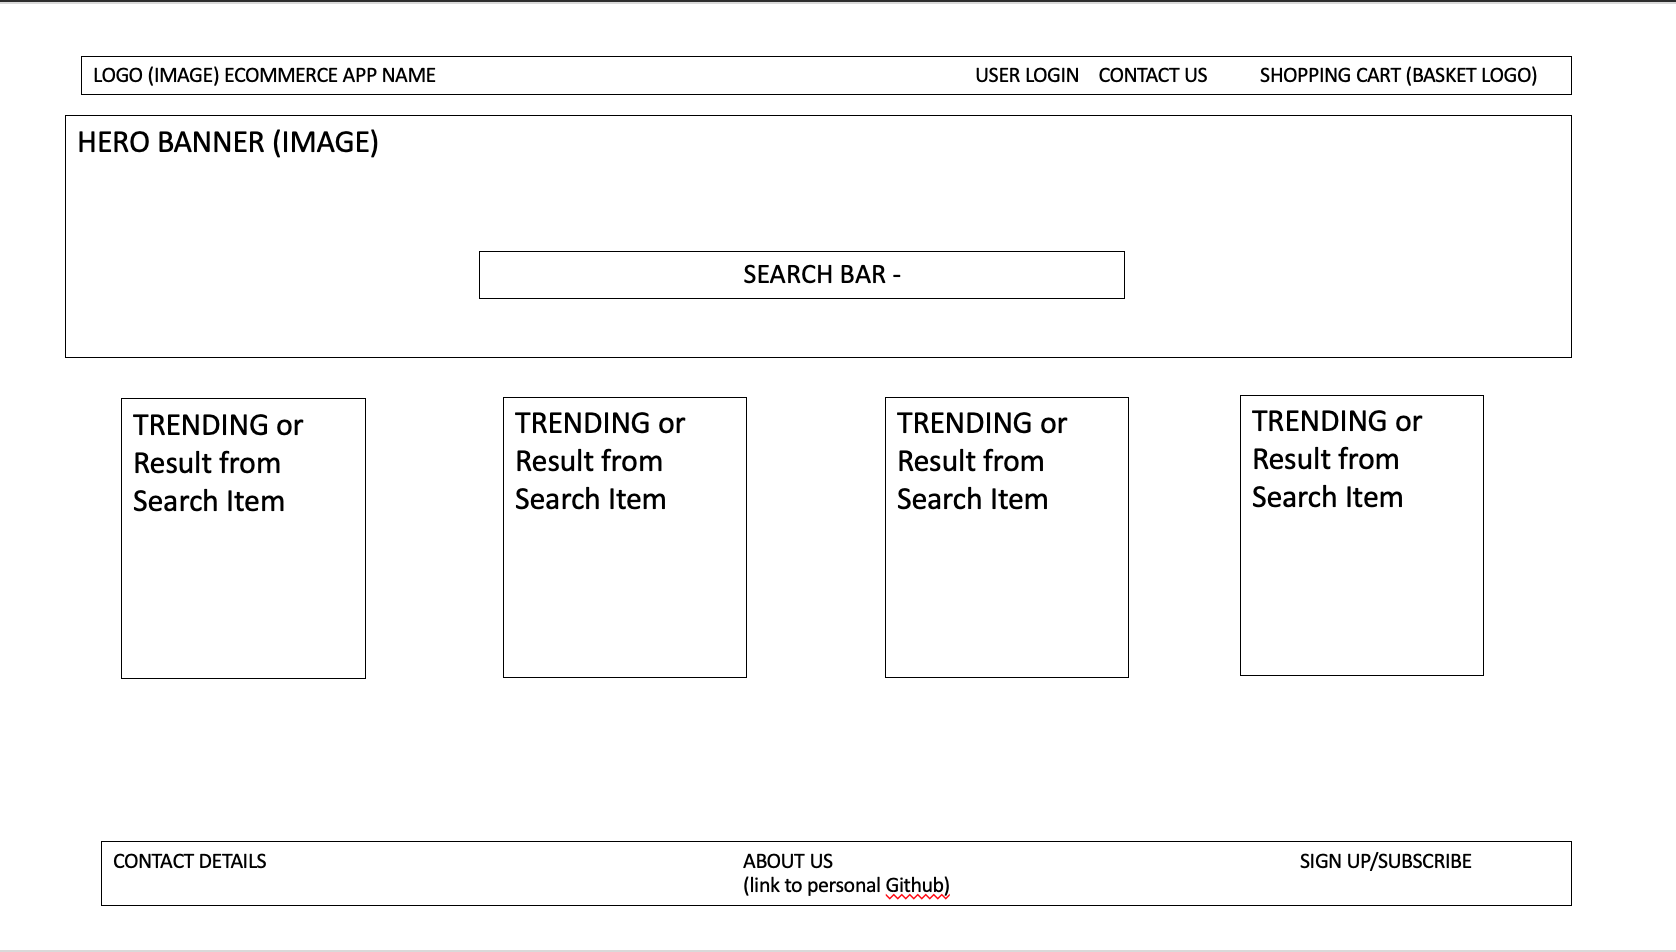 LOGO (IMAGE) ECOMMERCE APP NAME
USER LOGIN CONTACT US SHOPPING CART (BASKET LOGO)
HERO BANNER (IMAGE)
SEARCH BAR -
TRENDING or
Result from
Search Item
TRENDING or
Result from
Search Item
TRENDING or
Result from
Search Item
TRENDING or
Result from
Search Item
CONTACT DETAILS
ABOUT US
(link to personal Github)
SIGN UP/SUBSCRIBE